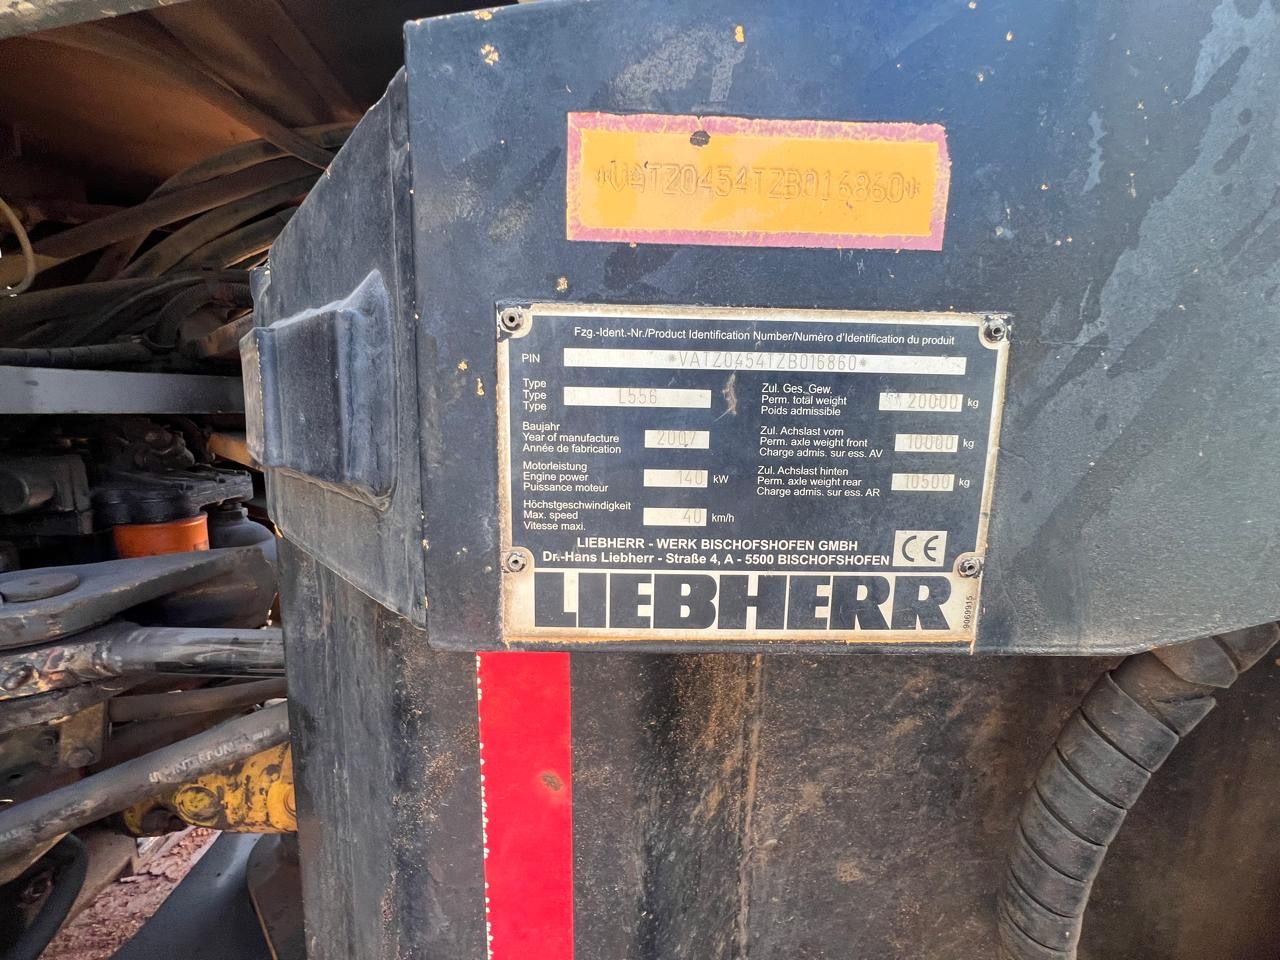 *VATZ0454TZB016860*
Fzg.-Ident.-Nr./Product Identification Number/Numéro d'Identification du produit
PIN *VATZ0454TZB016860*
Type
Type L556
Type
Zul. Ges. Gew.
Perm. total weight 20000 kg
Poids admissible
Baujahr
Year of manufacture 2007
Année de fabrication
Zul. Achslast vorn
Perm. axle weight front 10000 kg
Charge admis. sur ess. AV
Motorleistung
Engine power 140 kW
Puissance moteur
Zul. Achslast hinten
Perm. axle weight rear 10500 kg
Charge admis. sur ess. AR
Höchstgeschwindigkeit
Max. speed 40 km/h
Vitesse maxi.
LIEBHERR - WERK BISCHOFSHOFEN GMBH
Dr.-Hans Liebherr - Straße 4, A - 5500 BISCHOFSHOFEN
CE
LIEBHERR
9069915